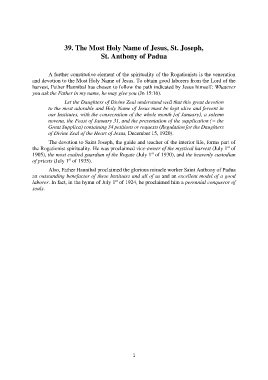 39. The Most Holy Name of Jesus, St. Joseph,
St. Anthony of Padua
A further constitutive element of the spirituality of the Rogationists is the veneration
and devotion to the Most Holy Name of Jesus. To obtain good laborers from the Lord of the
harvest, Father Hannibal has chosen to follow the path indicated by Jesus himself: Whatever
you ask the Father in my name, he may give you (Jn 15:16).
Let the Daughters of Divine Zeal understand well that this great devotion
to the most adorable and Holy Name of Jesus must be kept alive and fervent in
our Institutes, with the consecration of the whole month [of January], a solemn
novena, the Feast of January 31, and the presentation of the supplication (= the
Great Supplica) containing 34 petitions or requests (Regulation for the Daughters
of Divine Zeal of the Heart of Jesus, December 15, 1920).
The devotion to Saint Joseph, the guide and teacher of the interior life, forms part of
the Rogationist spirituality. He was proclaimed vice-owner of the mystical harvest (July 1st of
1905), the most exalted guardian of the Rogate (July 1st of 1930), and the heavenly custodian
of priests (July 1st of 1935).
Also, Father Hannibal proclaimed the glorious miracle worker Saint Anthony of Padua
an outstanding benefactor of these Institutes and all of us and an excellent model of a good
laborer. In fact, in the hymn of July 1st of 1924, he proclaimed him a perennial conqueror of
souls.
1